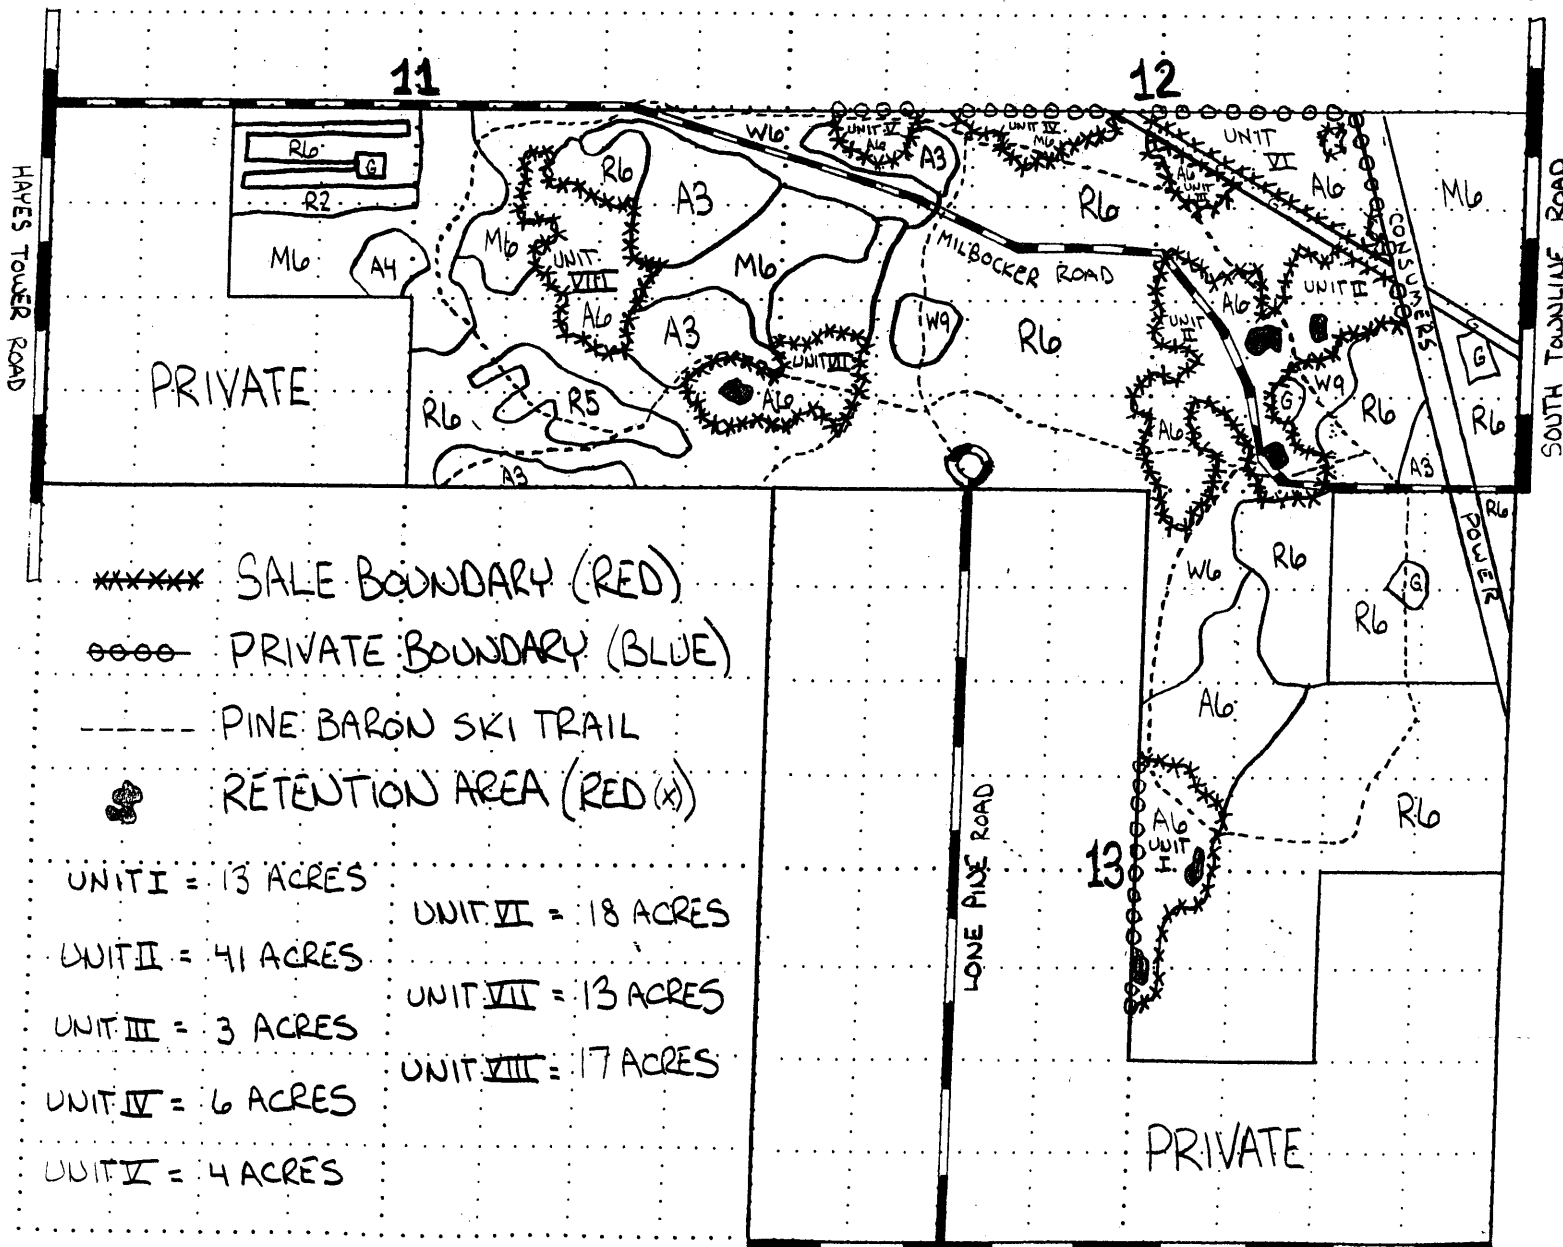 11
12
HAYES TOWER ROAD
SOUTH TOWNLINE ROAD
R6
G
R2
M6
A4
PRIVATE
M6
R6
A3
UNIT VIII
A6
M6
A3
W6
UNIT V
A6
A3
UNIT IV
M6
R6
MILBOCKER ROAD
A6
UNIT III
UNIT VI
A6
G
M6
CONSUMERS
POWER
UNIT II
A6
UNIT II
A6
W9
R6
W9
G
R6
A3
G
G
R6
R6
UNIT VII
A6
R6
R5
A3
W6
R6
R6
G
A6
R6
A6
UNIT I
13
LONE PINE ROAD
PRIVATE
SALE BOUNDARY (RED)
PRIVATE BOUNDARY (BLUE)
PINE BARON SKI TRAIL
RETENTION AREA (RED (X))
UNIT I = 13 ACRES
UNIT II = 41 ACRES
UNIT III = 3 ACRES
UNIT IV = 6 ACRES
UNIT V = 4 ACRES
UNIT VI = 18 ACRES
UNIT VII = 13 ACRES
UNIT VIII = 17 ACRES